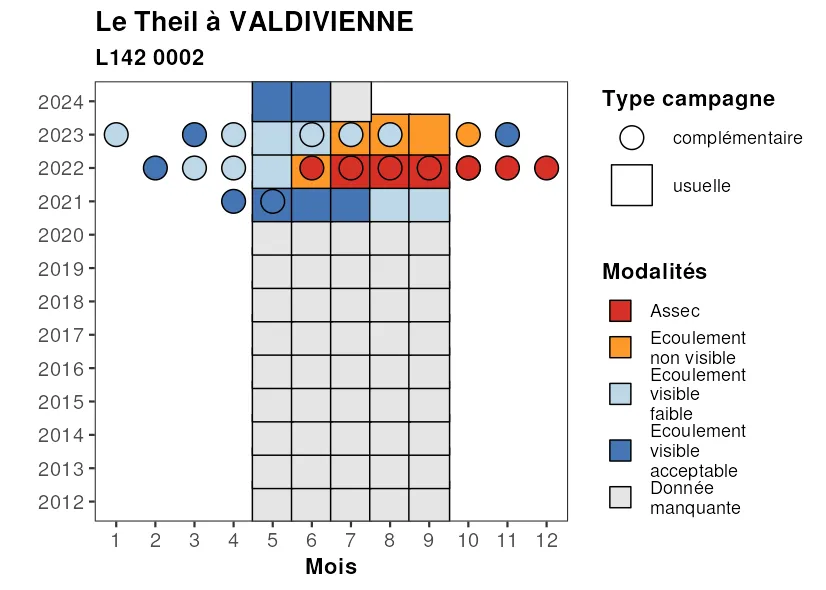 Le Theil à VALDIVIENNE
L142 0002
2024
2023
2022
2021
2020
2019
2018
2017
2016
2015
2014
2013
2012
1 2 3 4 5 6 7 8 9 10 11 12
Mois
Type campagne
complémentaire
usuelle
Modalités
Assec
Ecoulement
non visible
Ecoulement
visible
faible
Ecoulement
visible
acceptable
Donnée
manquante